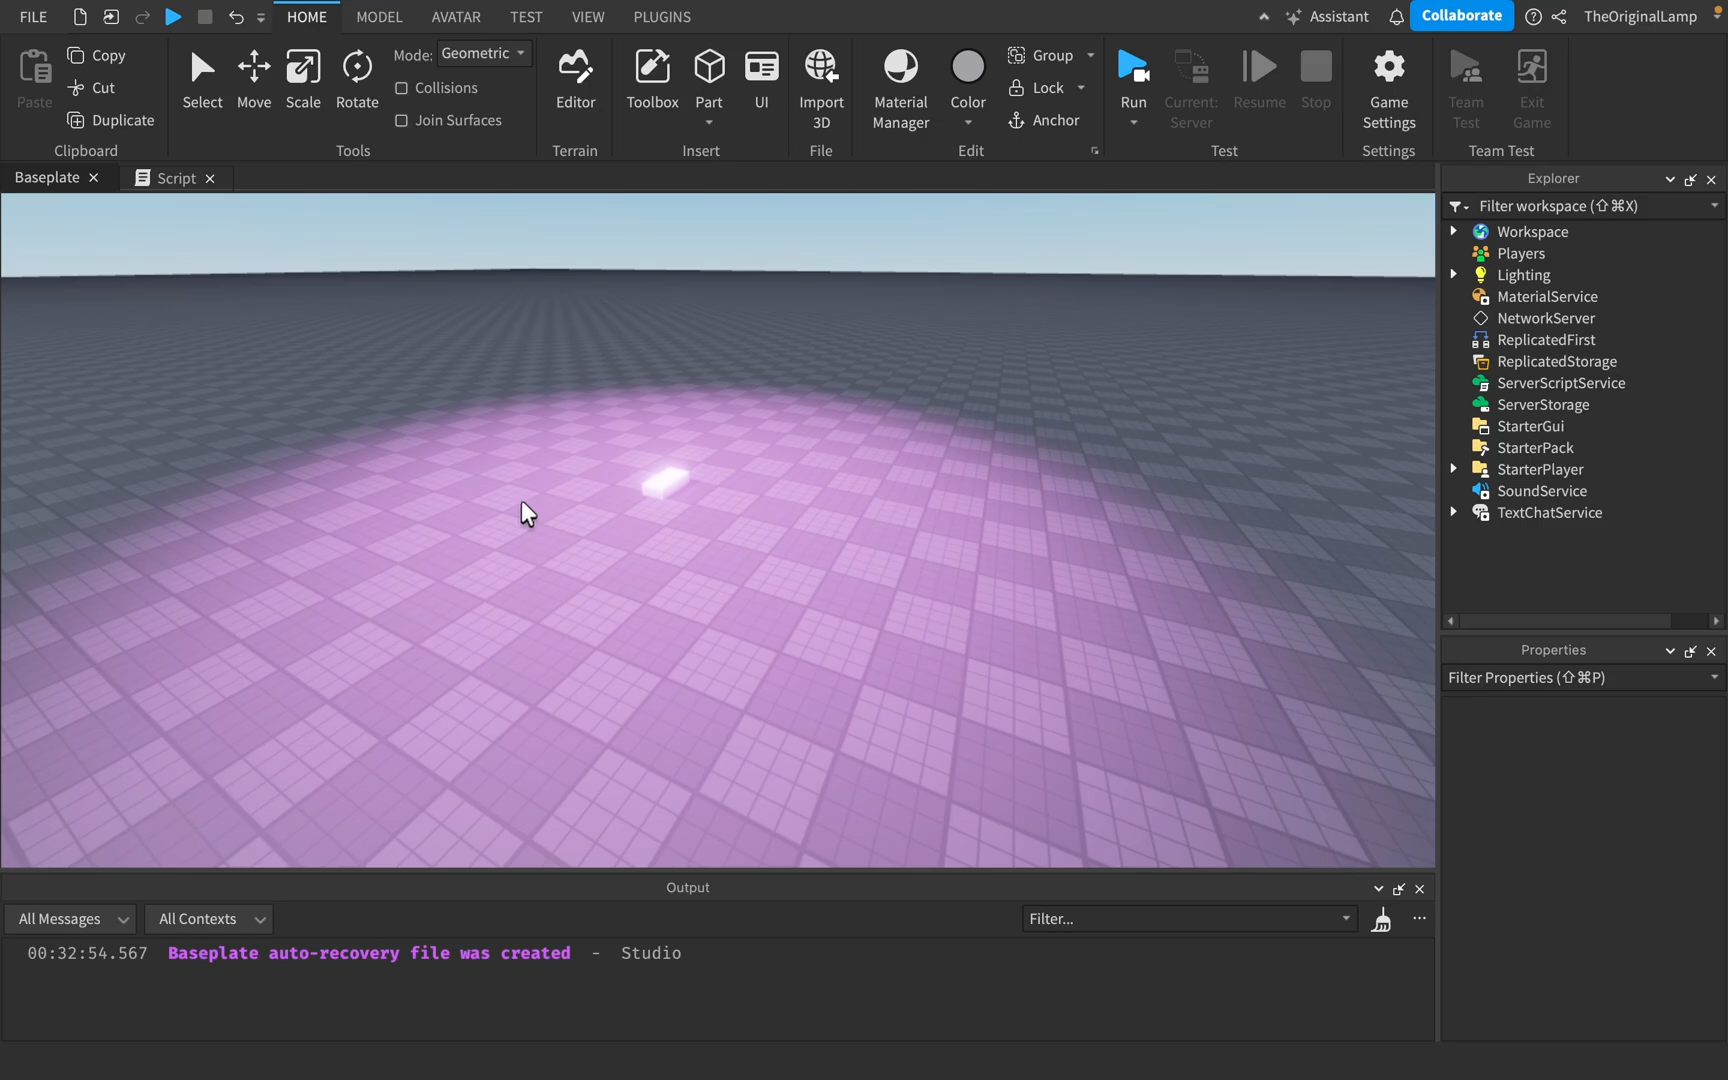 FILE HOME MODEL AVATAR TEST VIEW PLUGINS Assistant Collaborate TheOriginalLamp
Paste Copy Cut Duplicate
Clipboard
Select Move Scale Rotate
Mode: Geometric
Collisions
Join Surfaces
Tools
Editor
Terrain
Toolbox Part UI
Insert
Import
3D
File
Material
Manager
Color
Group
Lock
Anchor
Edit
Run
Current:
Server
Resume Stop
Test
Game
Settings
Settings
Team
Test
Exit
Game
Team Test
Baseplate Script
Explorer
Filter workspace (⇧⌘X)
Workspace
Players
Lighting
MaterialService
NetworkServer
ReplicatedFirst
ReplicatedStorage
ServerScriptService
ServerStorage
StarterGui
StarterPack
StarterPlayer
SoundService
TextChatService
Properties
Filter Properties (⇧⌘P)
Output
All Messages All Contexts Filter...
00:32:54.567 Baseplate auto-recovery file was created - Studio